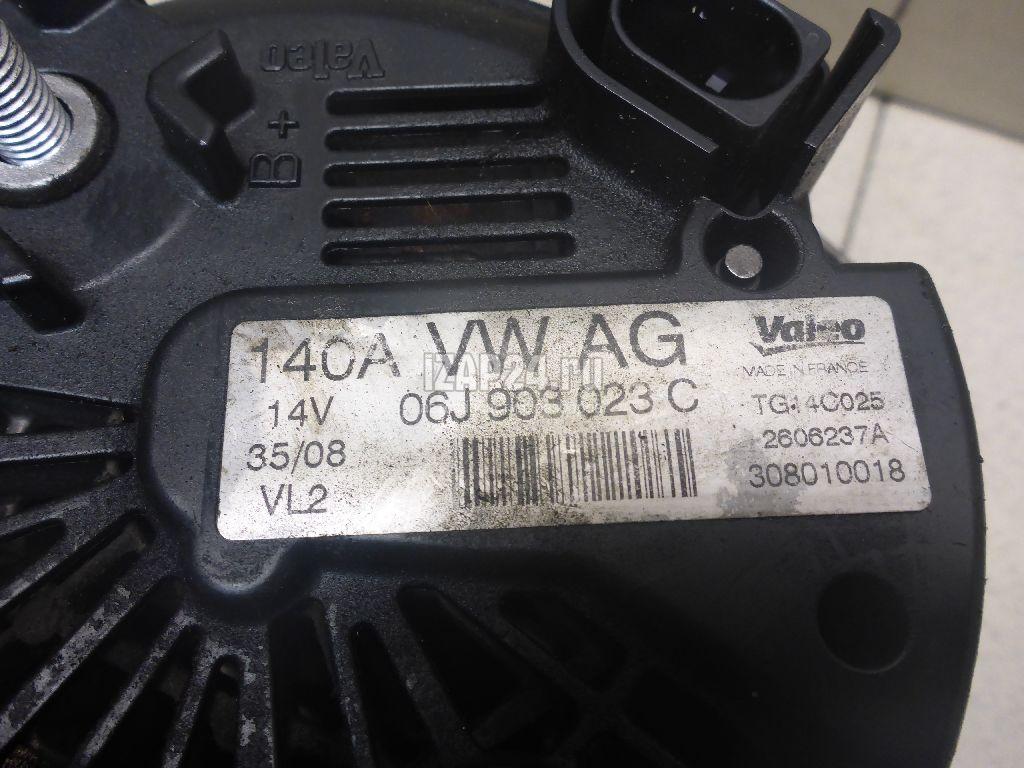 Valeo
B+
140A VW AG
14V 06J 903 023 C
35/08
VL2
Valeo
MADE IN FRANCE
TG14C025
2606237A
308010018
IZAP24.ru